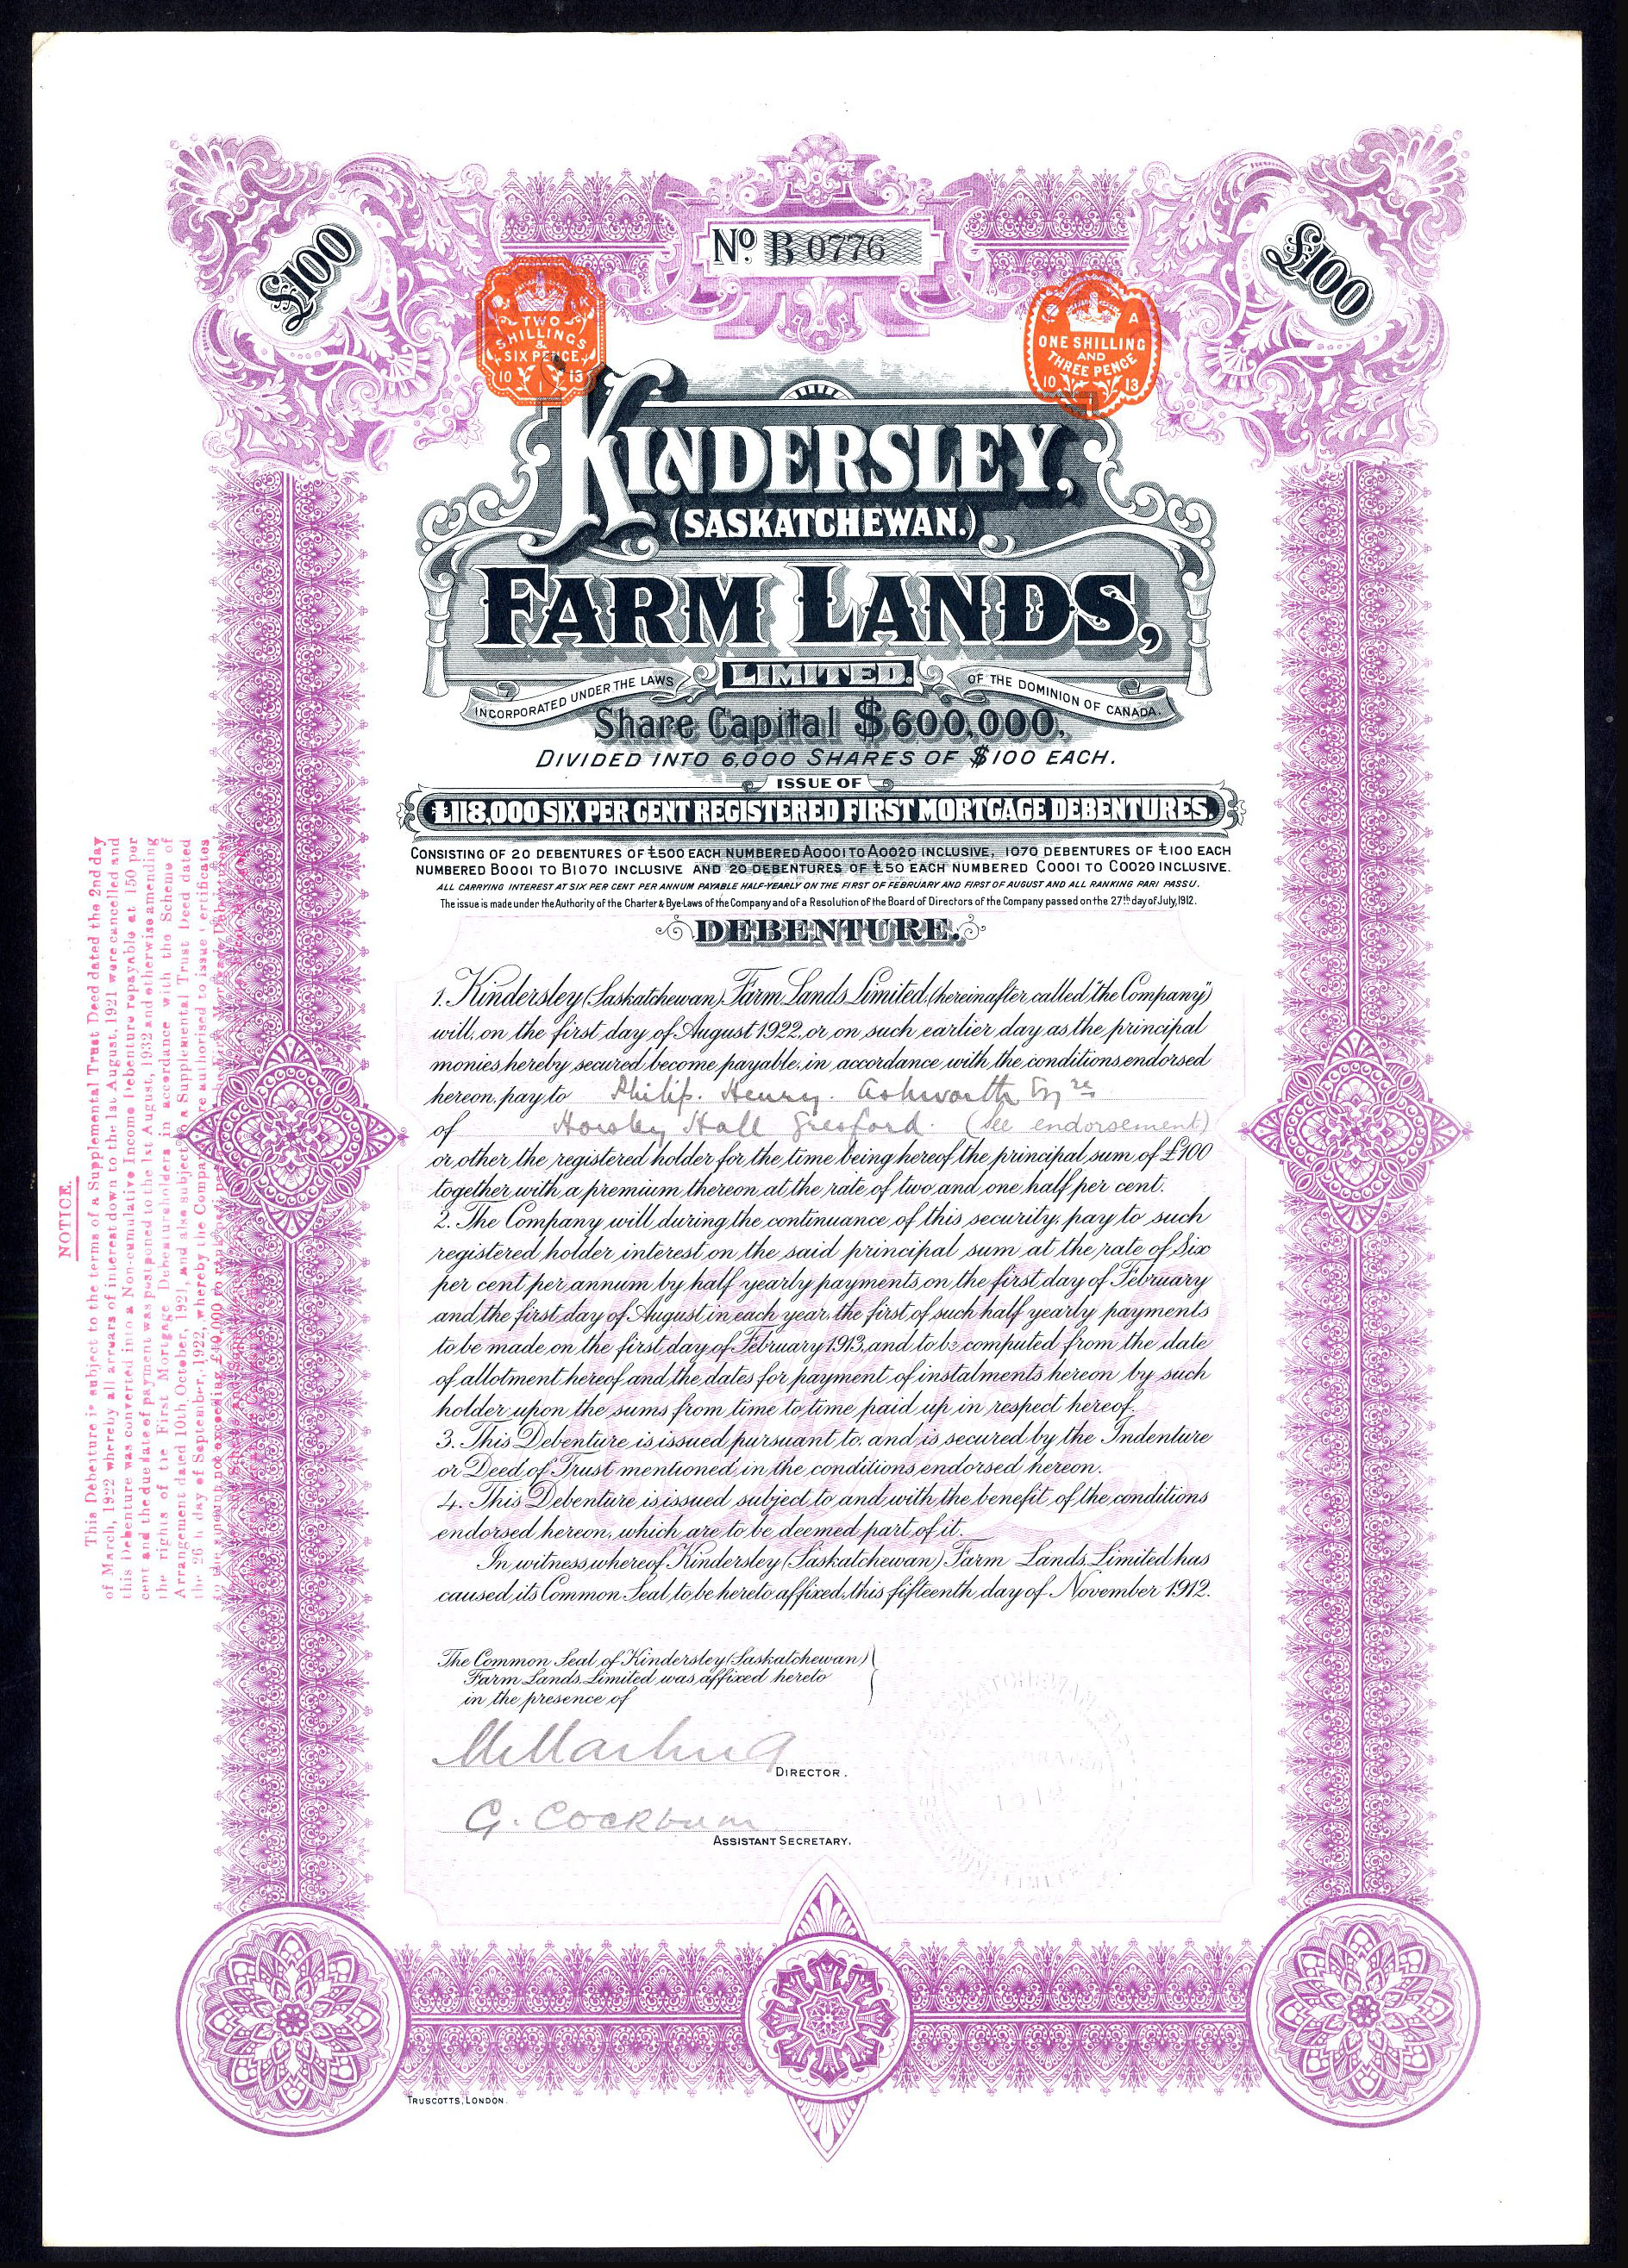 £100
No. B 0776
£100
TWO
SHILLINGS
&
SIX PENCE
10 13
A
ONE SHILLING
AND
THREE PENCE
10 13
KINDERSLEY,
(SASKATCHEWAN.)
FARM LANDS,
LIMITED.
INCORPORATED UNDER THE LAWS OF THE DOMINION OF CANADA.
Share Capital $600,000,
DIVIDED INTO 6,000 SHARES OF $100 EACH.
ISSUE OF
£118,000 SIX PER CENT REGISTERED FIRST MORTGAGE DEBENTURES.
CONSISTING OF 20 DEBENTURES OF £500 EACH NUMBERED A0001 TO A0020 INCLUSIVE, 1070 DEBENTURES OF £100 EACH
NUMBERED B0001 TO B1070 INCLUSIVE AND 20 DEBENTURES OF £50 EACH NUMBERED C0001 TO C0020 INCLUSIVE.
ALL CARRYING INTEREST AT SIX PER CENT PER ANNUM PAYABLE HALF-YEARLY ON THE FIRST OF FEBRUARY AND FIRST OF AUGUST AND ALL RANKING PARI PASSU.
The issue is made under the Authority of the Charter & Bye-Laws of the Company and of a Resolution of the Board of Directors of the Company passed on the 27th day of July, 1912.
DEBENTURE.
1. Kindersley (Saskatchewan) Farm Lands Limited (hereinafter called "the Company")
will, on the first day of August 1922, or on such earlier day as the principal
monies hereby secured become payable, in accordance with the conditions endorsed
hereon, pay to Philip. Henry. Ashworth Esqre
of Horsley Hall Gresford. (See endorsement)
or other the registered holder for the time being hereof the principal sum of £100
together with a premium thereon at the rate of two and one half per cent.
2. The Company will during the continuance of this security, pay to such
registered holder interest on the said principal sum at the rate of Six
per cent per annum by half yearly payments on the first day of February
and the first day of August in each year the first of such half yearly payments
to be made on the first day of February 1913, and to be computed from the date
of allotment hereof and the dates for payment of instalments hereon by such
holder upon the sums from time to time paid up in respect hereof.
3. This Debenture is issued pursuant to, and is secured by the Indenture
or Deed of Trust mentioned in the conditions endorsed hereon.
4. This Debenture is issued subject to and with the benefit of the conditions
endorsed hereon, which are to be deemed part of it.
In witness whereof Kindersley (Saskatchewan) Farm Lands Limited has
caused its Common Seal to be hereto affixed, this fifteenth day of November 1912.
The Common Seal of Kindersley (Saskatchewan)
Farm Lands Limited was affixed hereto
in the presence of
DIRECTOR.
G. Cockburn
ASSISTANT SECRETARY.
1912
TRUSCOTTS, LONDON.
NOTICE.
This Debenture is subject to the terms of a Supplemental Trust Deed dated the 2nd day
of March, 1922 whereby all arrears of interest down to the 1st August, 1921 were cancelled and
this Debenture was converted into a Non-cumulative Income Debenture repayable at 150 per
cent and the due date of payment was postponed to the 1st August, 1932 and otherwise amending
the rights of the First Mortgage Debentureholders in accordance with the Scheme of
Arrangement dated 10th October, 1921, and also subject to a Supplemental Trust Deed dated
the 26th day of September, 1922, whereby the Company are authorised to issue Certificates
not exceeding £40,000